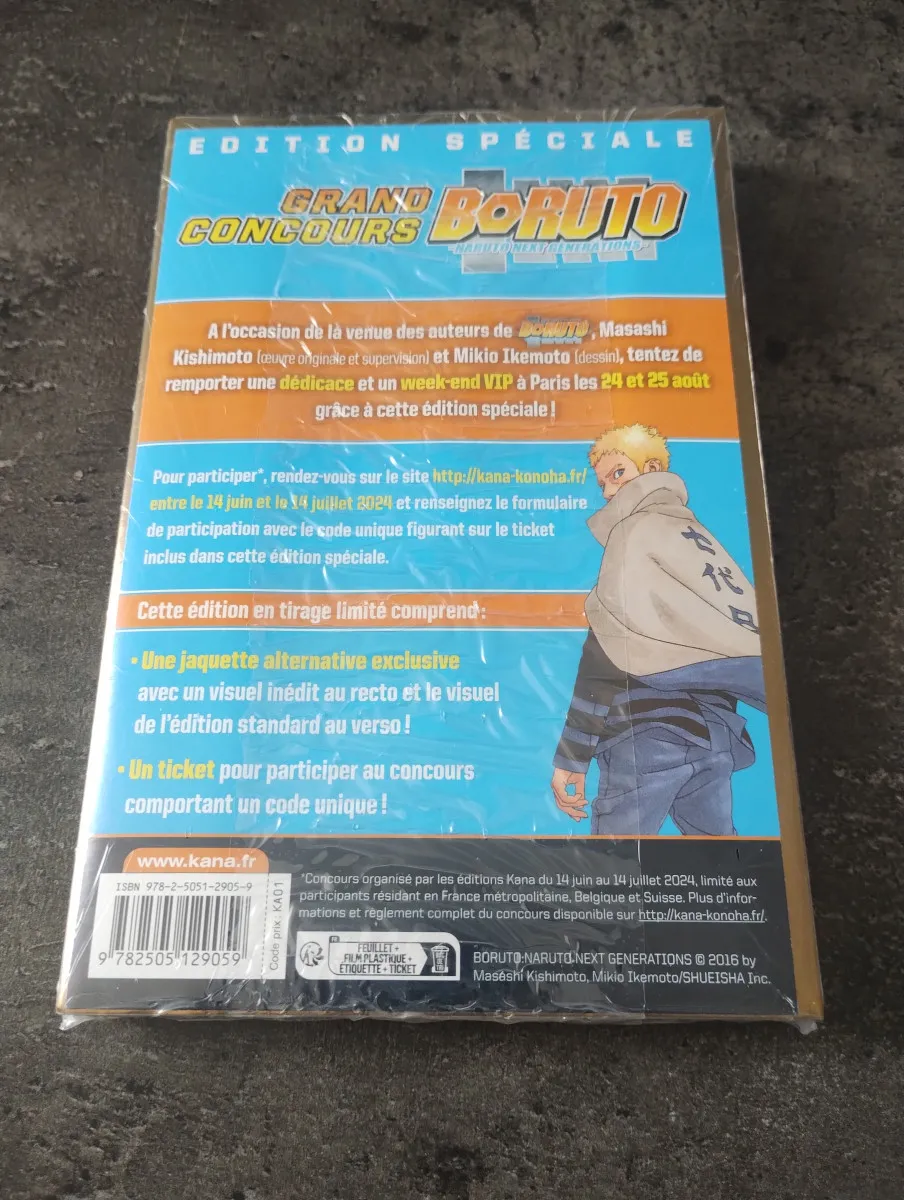 EDITION SPÉCIALE
GRAND
CONCOURS
BORUTO
-NARUTO NEXT GENERATIONS-
A l'occasion de la venue des auteurs de BORUTO, Masashi
Kishimoto (œuvre originale et supervision) et Mikio Ikemoto (dessin), tentez de
remporter une dédicace et un week-end VIP à Paris les 24 et 25 août
grâce à cette édition spéciale !
Pour participer*, rendez-vous sur le site http://kana-konoha.fr/
entre le 14 juin et le 14 juillet 2024 et renseignez le formulaire
de participation avec le code unique figurant sur le ticket
inclus dans cette édition spéciale.
七代目
Cette édition en tirage limité comprend :
• Une jaquette alternative exclusive
avec un visuel inédit au recto et le visuel
de l'édition standard au verso !
• Un ticket pour participer au concours
comportant un code unique !
www.kana.fr
ISBN 978-2-5051-2905-9
9 782505 129059
Code prix : KA01
*Concours organisé par les éditions Kana du 14 juin au 14 juillet 2024, limité aux
participants résidant en France métropolitaine, Belgique et Suisse. Plus d'infor-
mations et règlement complet du concours disponible sur http://kana-konoha.fr/.
FR
FEUILLET +
FILM PLASTIQUE +
ÉTIQUETTE + TICKET
BORUTO:NARUTO NEXT GENERATIONS © 2016 by
Masashi Kishimoto, Mikio Ikemoto/SHUEISHA Inc.